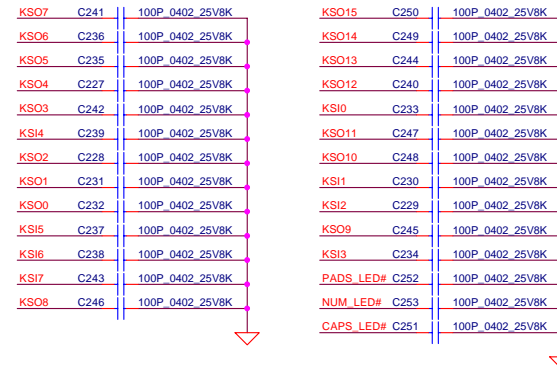 KSO7 C241 100P_0402_25V8K
KSO6 C236 100P_0402_25V8K
KSO5 C235 100P_0402_25V8K
KSO4 C227 100P_0402_25V8K
KSO3 C242 100P_0402_25V8K
KSI4 C239 100P_0402_25V8K
KSO2 C228 100P_0402_25V8K
KSO1 C231 100P_0402_25V8K
KSO0 C232 100P_0402_25V8K
KSI5 C237 100P_0402_25V8K
KSI6 C238 100P_0402_25V8K
KSI7 C243 100P_0402_25V8K
KSO8 C246 100P_0402_25V8K
KSO15 C250 100P_0402_25V8K
KSO14 C249 100P_0402_25V8K
KSO13 C244 100P_0402_25V8K
KSO12 C240 100P_0402_25V8K
KSI0 C233 100P_0402_25V8K
KSO11 C247 100P_0402_25V8K
KSO10 C248 100P_0402_25V8K
KSI1 C230 100P_0402_25V8K
KSI2 C229 100P_0402_25V8K
KSO9 C245 100P_0402_25V8K
KSI3 C234 100P_0402_25V8K
PADS_LED# C252 100P_0402_25V8K
NUM_LED# C253 100P_0402_25V8K
CAPS_LED# C251 100P_0402_25V8K